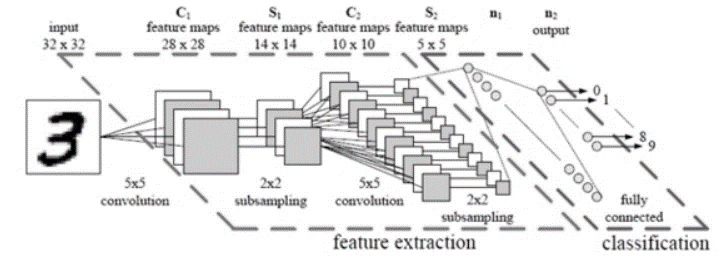 input
32 x 32
C₁
feature maps
28 x 28
S₁
feature maps
14 x 14
C₂
feature maps
10 x 10
S₂
feature maps
5 x 5
n₁
n₂
output
3
0
1
8
9
5x5
convolution
2x2
subsampling
5x5
convolution
2x2
subsampling
fully
connected
feature extraction
classification